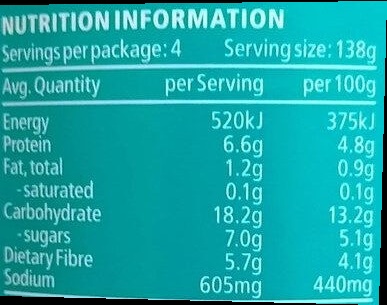 NUTRITION INFORMATION
Servings per package: 4 Serving size: 138g
Avg. Quantity per Serving per 100g
Energy 520kJ 375kJ
Protein 6.6g 4.8g
Fat, total 1.2g 0.9g
-saturated 0.1g 0.1g
Carbohydrate 18.2g 13.2g
-sugars 7.0g 5.1g
Dietary Fibre 5.7g 4.1g
Sodium 605mg 440mg